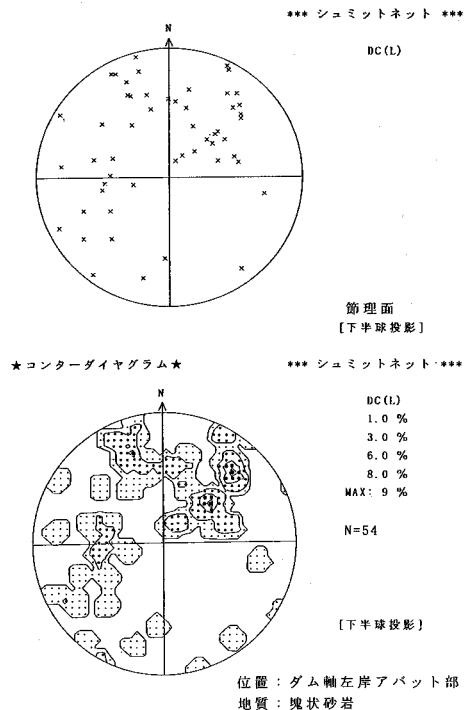 *** シュミットネット ***
N
DC(L)
節理面
[下半球投影]
★コンターダイヤグラム★
*** シュミットネット ***
N
DC(L)
1.0 %
3.0 %
6.0 %
8.0 %
MAX: 9 %
N=54
[下半球投影]
位置：ダム軸左岸アバット部
地質：塊状砂岩